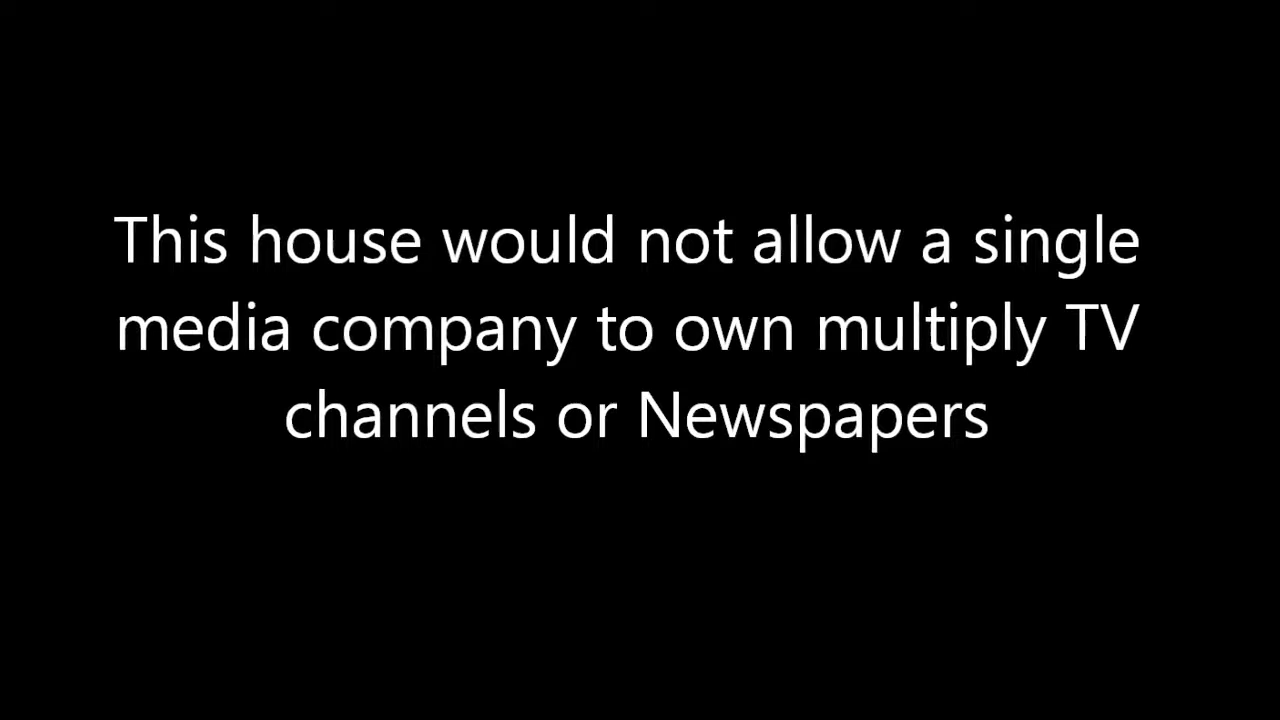 This house would not allow a single
media company to own multiply TV
channels or Newspapers